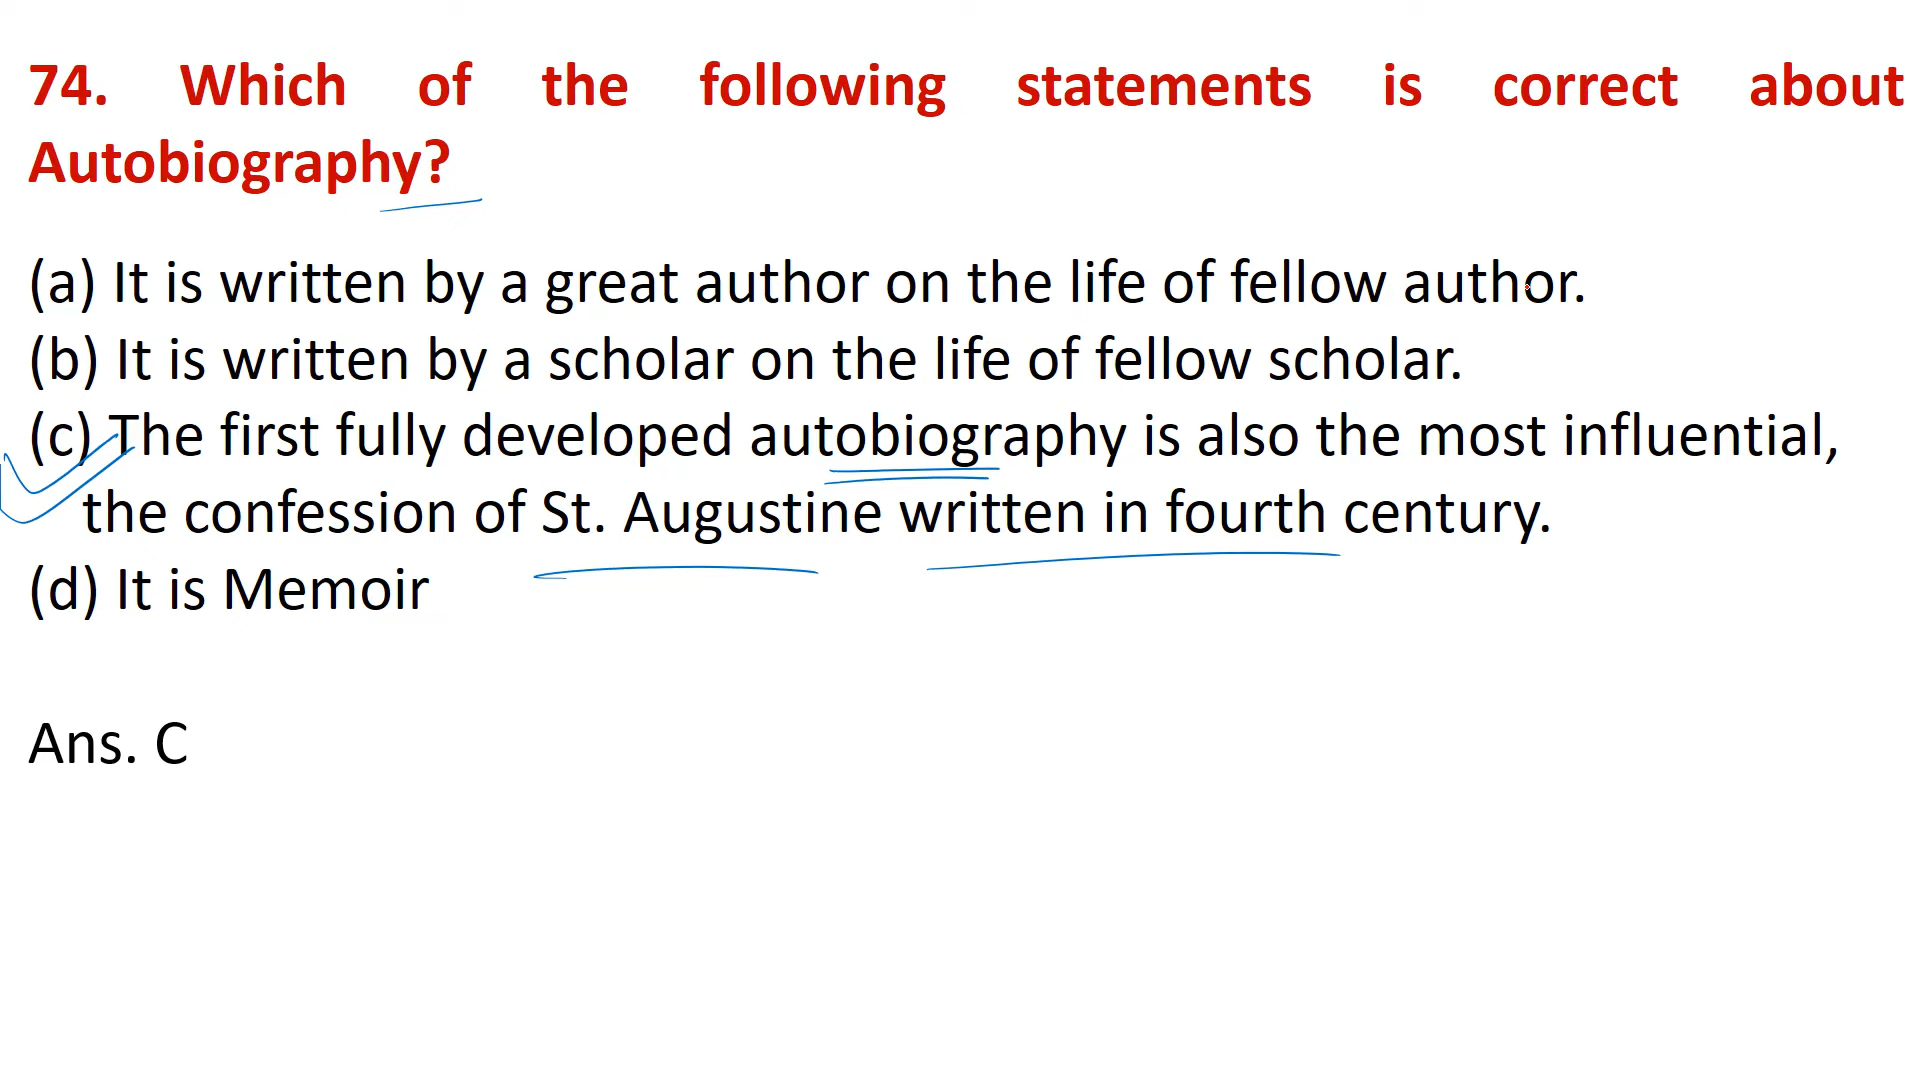 74. Which of the following statements is correct about
Autobiography?
(a) It is written by a great author on the life of fellow author.
(b) It is written by a scholar on the life of fellow scholar.
(c) The first fully developed autobiography is also the most influential,
the confession of St. Augustine written in fourth century.
(d) It is Memoir
Ans. C